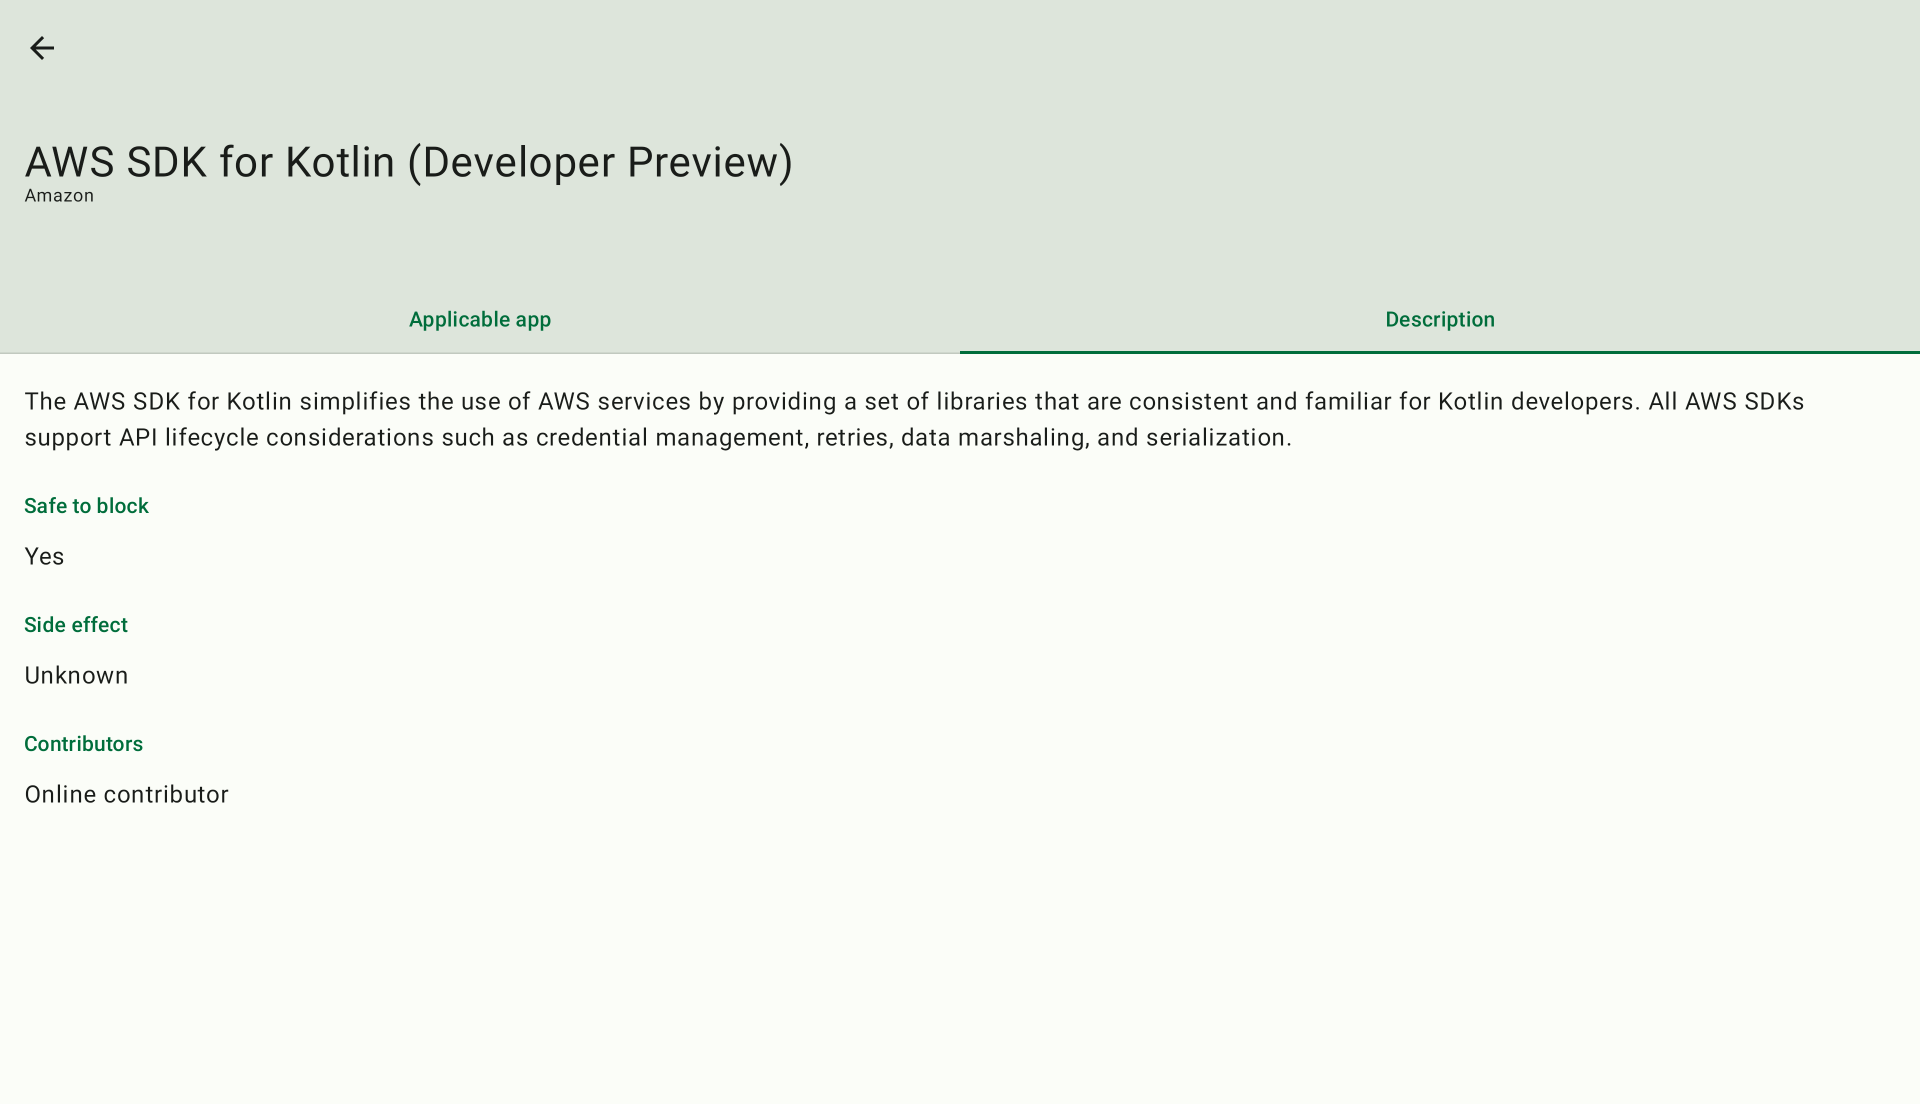 AWS SDK for Kotlin (Developer Preview)
Amazon
Applicable app
Description
The AWS SDK for Kotlin simplifies the use of AWS services by providing a set of libraries that are consistent and familiar for Kotlin developers. All AWS SDKs
support API lifecycle considerations such as credential management, retries, data marshaling, and serialization.
Safe to block
Yes
Side effect
Unknown
Contributors
Online contributor